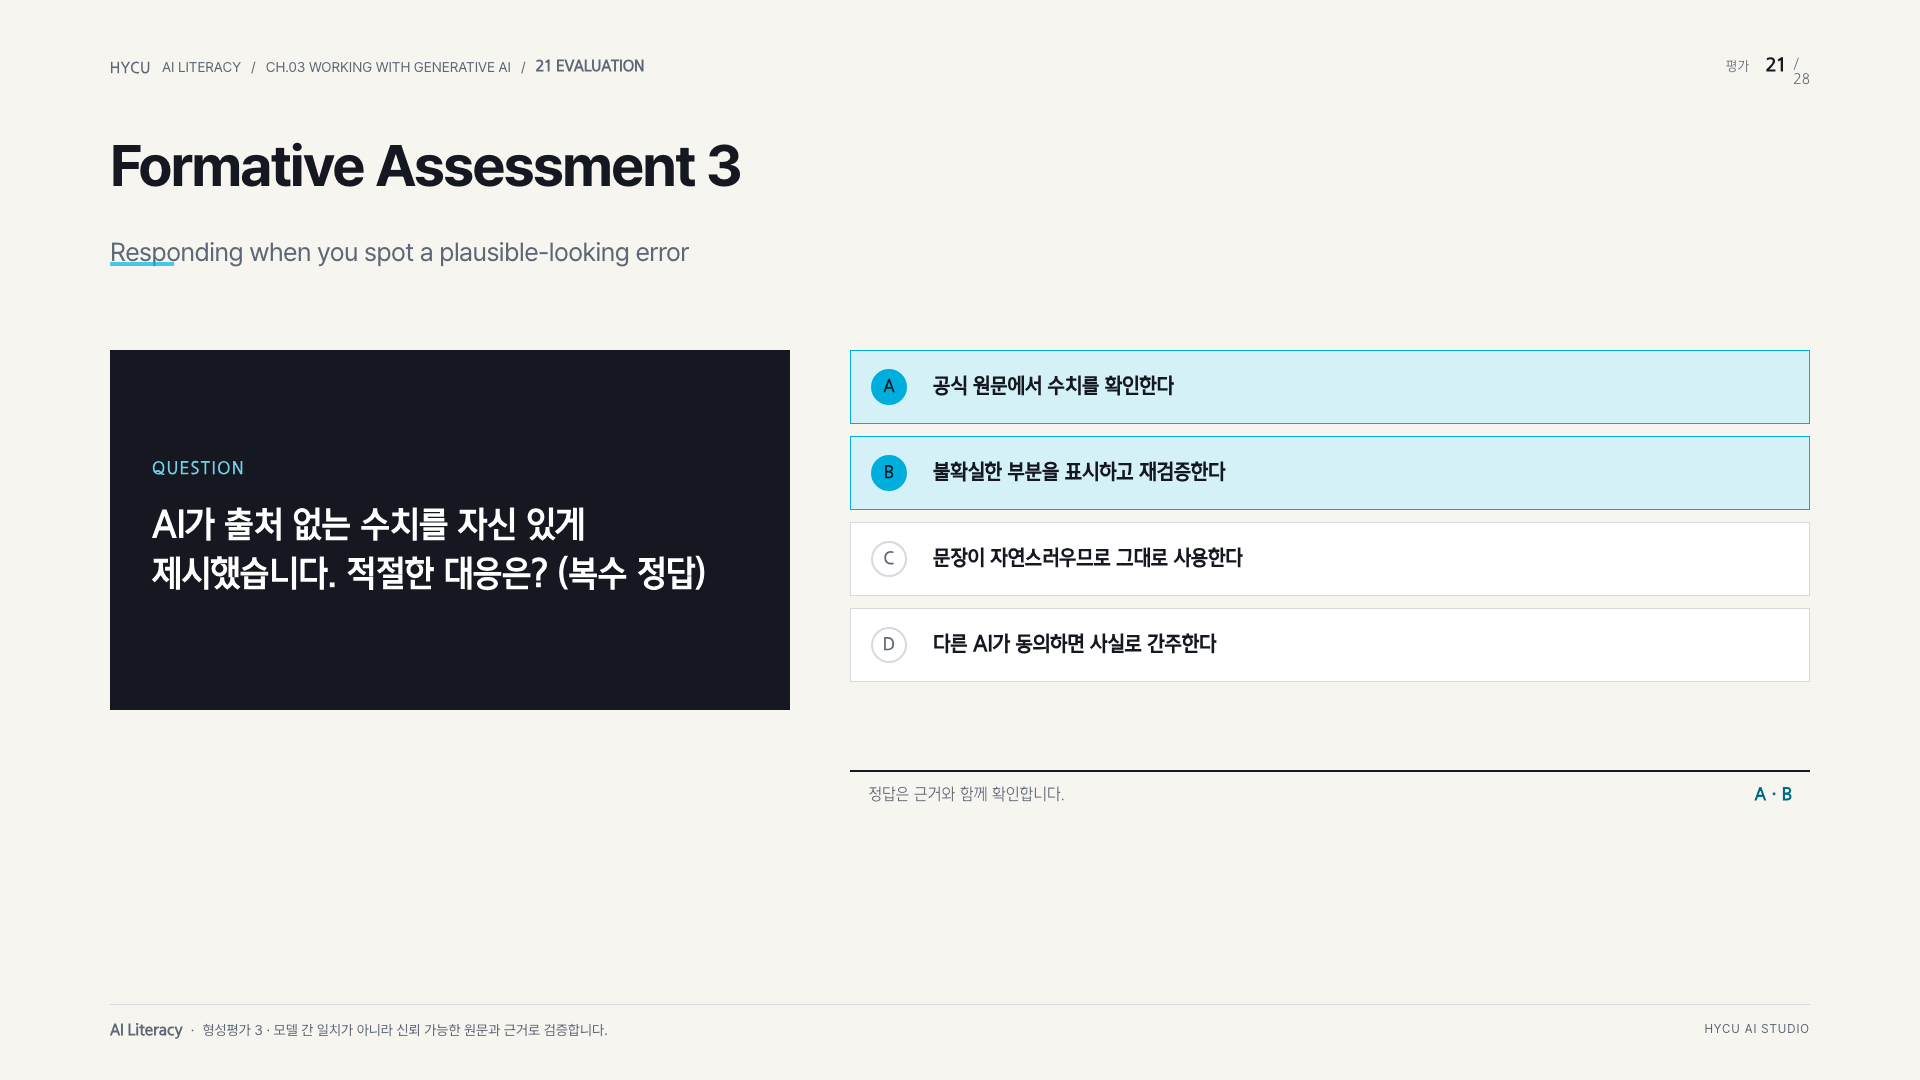 HYCU AI LITERACY / CH.03 WORKING WITH GENERATIVE AI / 21 EVALUATION
평가 21 / 28
Formative Assessment 3
Responding when you spot a plausible-looking error
QUESTION
AI가 출처 없는 수치를 자신 있게
제시했습니다. 적절한 대응은? (복수 정답)
A 공식 원문에서 수치를 확인한다
B 불확실한 부분을 표시하고 재검증한다
C 문장이 자연스러우므로 그대로 사용한다
D 다른 AI가 동의하면 사실로 간주한다
정답은 근거와 함께 확인합니다. A · B
AI Literacy · 형성평가 3 · 모델 간 일치가 아니라 신뢰 가능한 원문과 근거로 검증합니다.
HYCU AI STUDIO